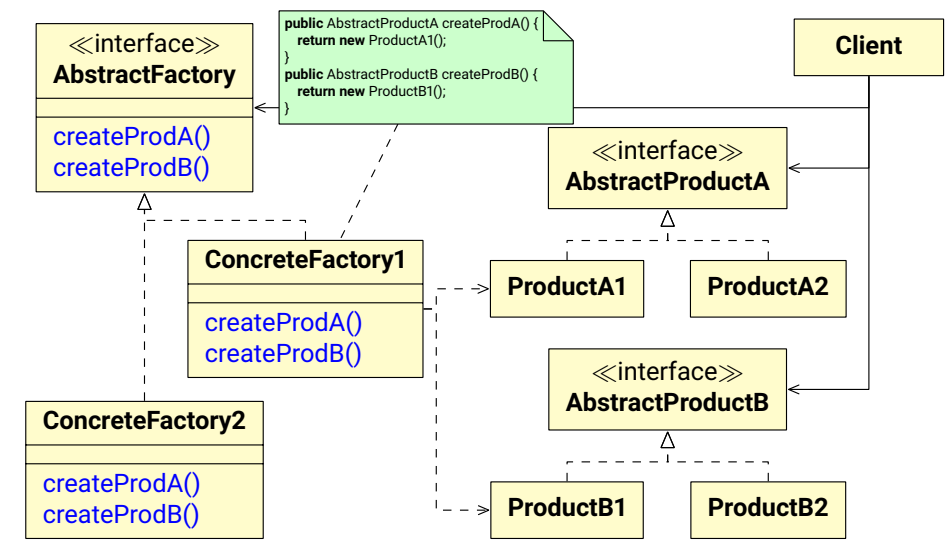 ≪interface≫
AbstractFactory
createProdA()
createProdB()
public AbstractProductA createProdA() {
return new ProductA1();
}
public AbstractProductB createProdB() {
return new ProductB1();
}
Client
≪interface≫
AbstractProductA
ConcreteFactory1
createProdA()
createProdB()
ProductA1
ProductA2
≪interface≫
AbstractProductB
ConcreteFactory2
createProdA()
createProdB()
ProductB1
ProductB2